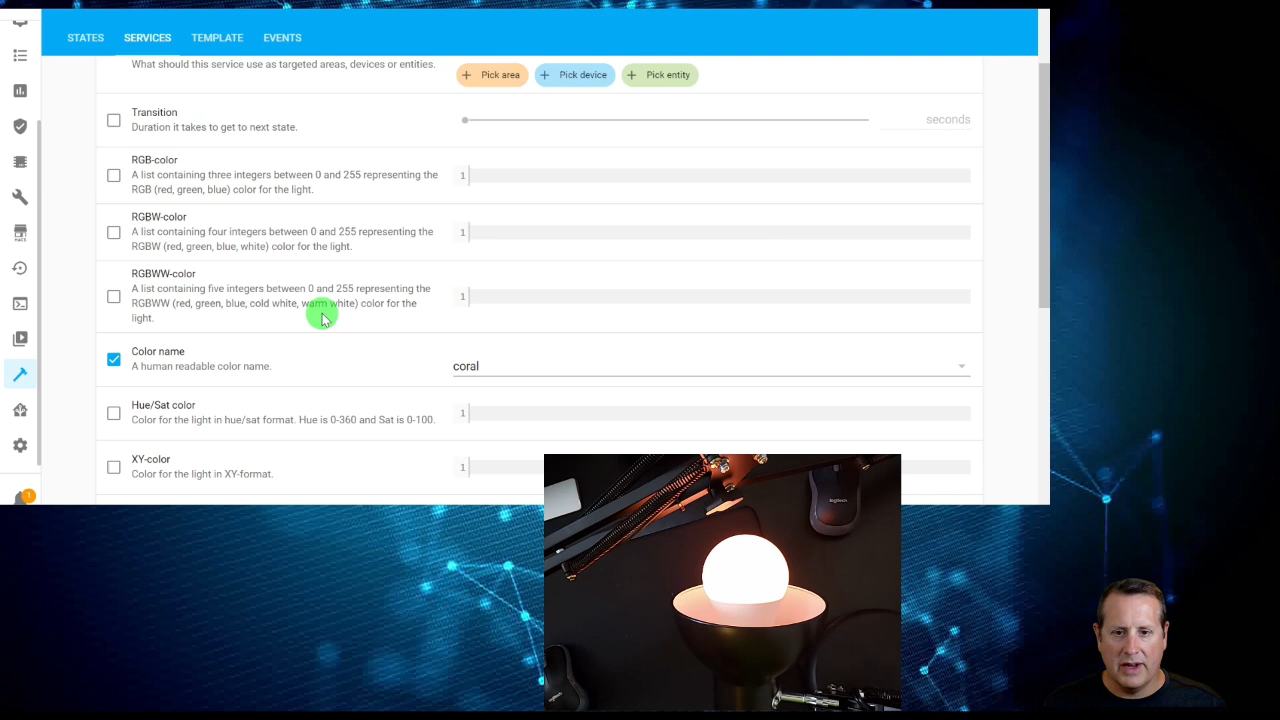 STATES SERVICES TEMPLATE EVENTS
What should this service use as targeted areas, devices or entities.
+ Pick area + Pick device + Pick entity
Transition
Duration it takes to get to next state.
seconds
RGB-color
A list containing three integers between 0 and 255 representing the
RGB (red, green, blue) color for the light.
1
RGBW-color
A list containing four integers between 0 and 255 representing the
RGBW (red, green, blue, white) color for the light.
1
RGBWW-color
A list containing five integers between 0 and 255 representing the
RGBWW (red, green, blue, cold white, warm white) color for the
light.
1
Color name
A human readable color name.
coral
Hue/Sat color
Color for the light in hue/sat format. Hue is 0-360 and Sat is 0-100.
1
XY-color
Color for the light in XY-format.
1
HACS
1
logitech